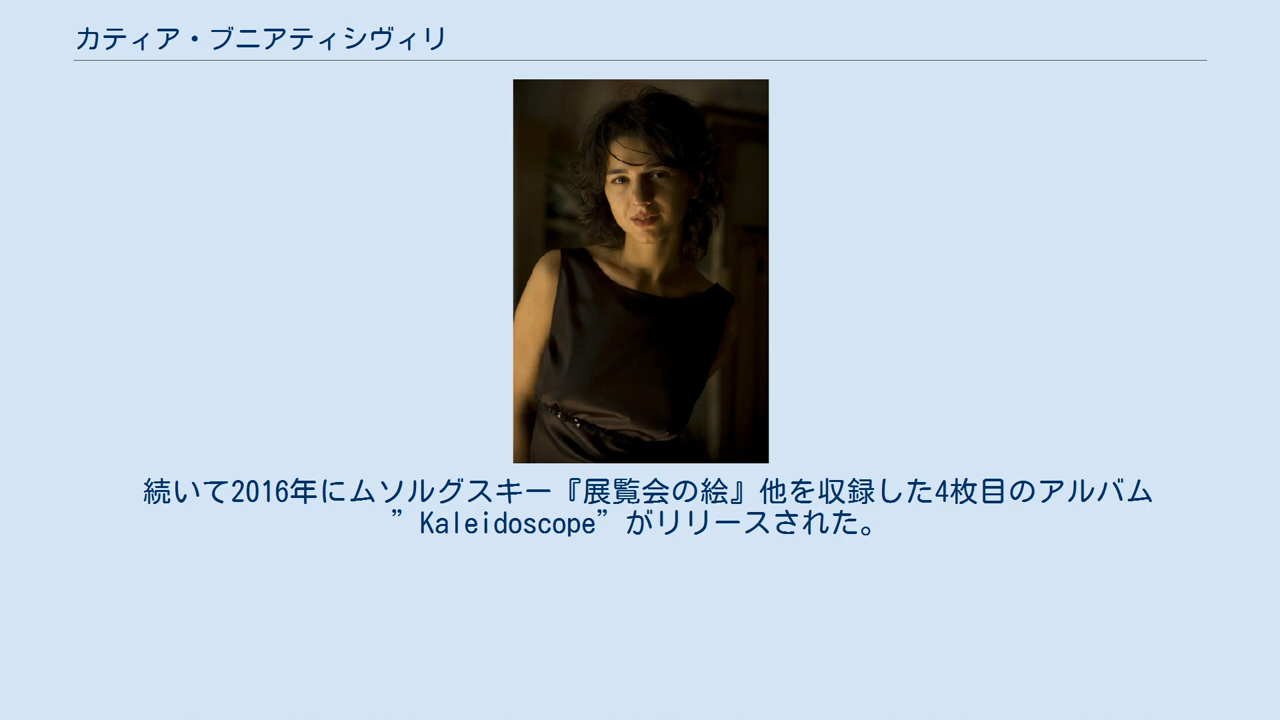 カティア・ブニアティシヴィリ
続いて2016年にムソルグスキー『展覧会の絵』他を収録した4枚目のアルバム
”Kaleidoscope”がリリースされた。